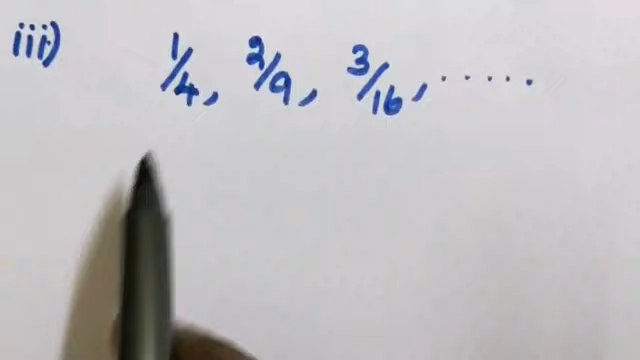 iii) 1/4, 2/9, 3/16, .....